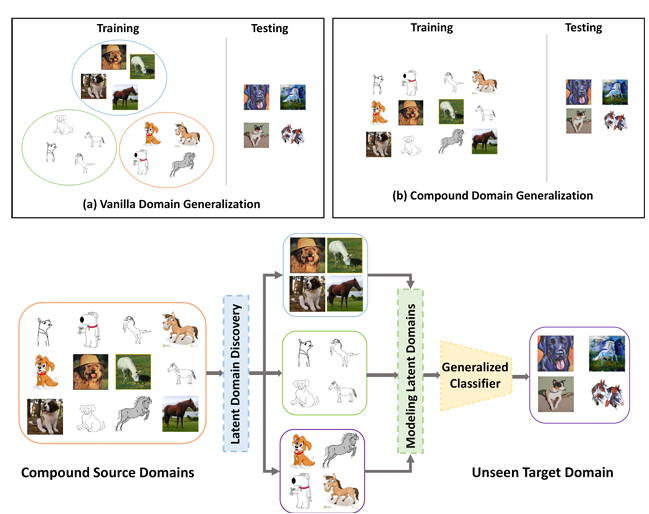 Training
Testing
(a) Vanilla Domain Generalization
Training
Testing
(b) Compound Domain Generalization
Latent Domain Discovery
Modeling Latent Domains
Generalized
Classifier
Compound Source Domains
Unseen Target Domain